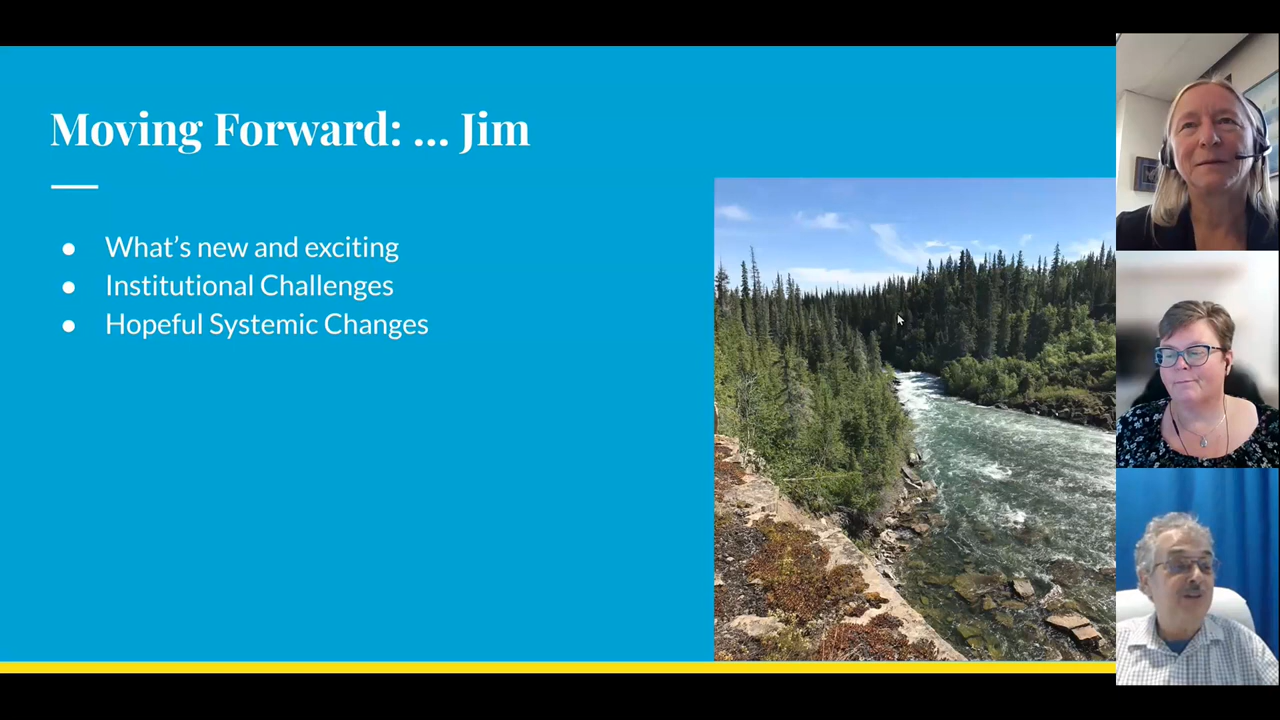 Moving Forward: ... Jim
● What’s new and exciting
● Institutional Challenges
● Hopeful Systemic Changes